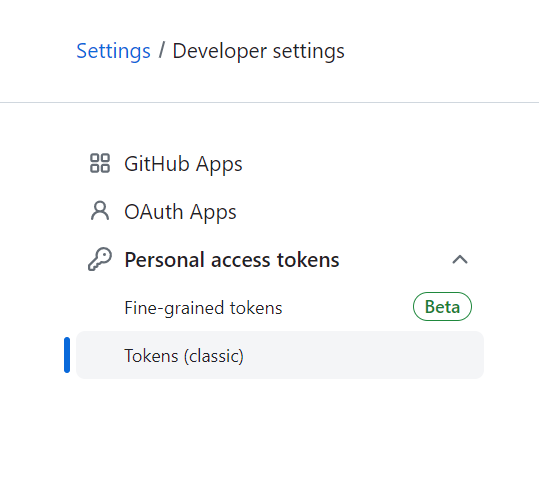 Settings / Developer settings
GitHub Apps
OAuth Apps
Personal access tokens
Fine-grained tokens Beta
Tokens (classic)